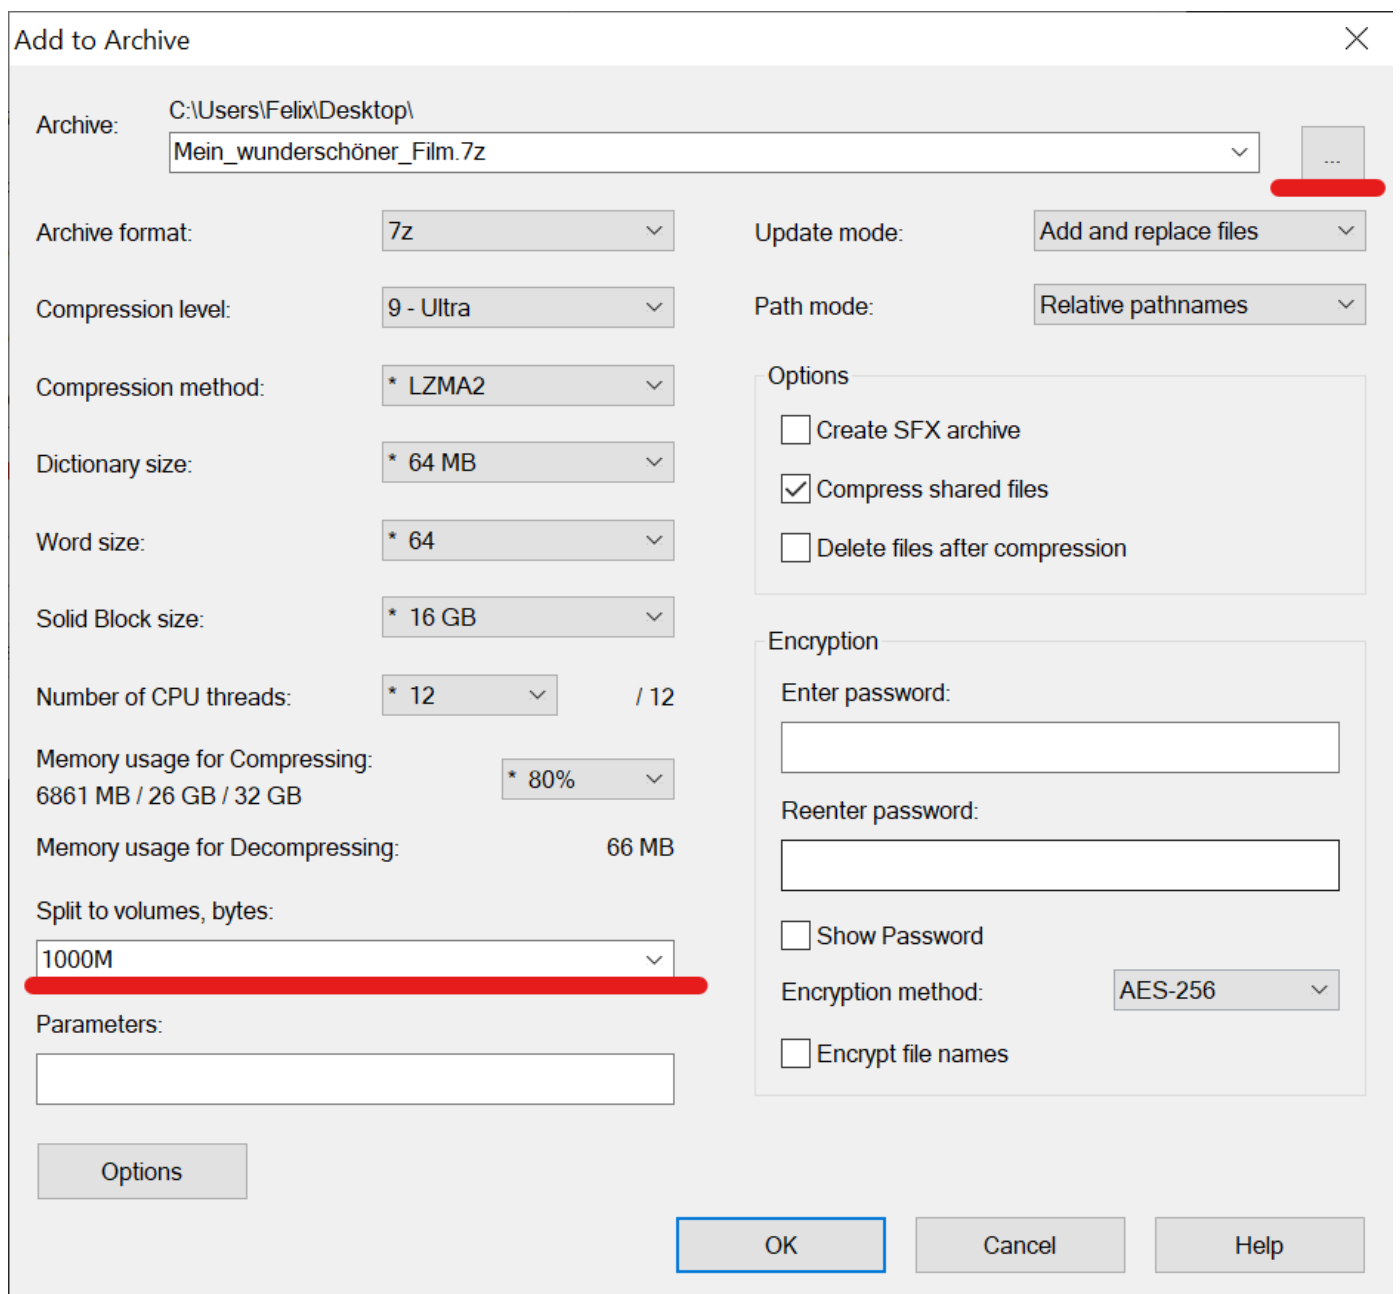 Add to Archive
Archive:
C:\Users\Felix\Desktop\
Mein_wunderschöner_Film.7z
...
Archive format:
7z
Update mode:
Add and replace files
Compression level:
9 - Ultra
Path mode:
Relative pathnames
Compression method:
* LZMA2
Dictionary size:
* 64 MB
Word size:
* 64
Solid Block size:
* 16 GB
Number of CPU threads:
* 12
/ 12
Memory usage for Compressing:
6861 MB / 26 GB / 32 GB
* 80%
Memory usage for Decompressing:
66 MB
Split to volumes, bytes:
1000M
Parameters:
Options
Options
Create SFX archive
Compress shared files
Delete files after compression
Encryption
Enter password:
Reenter password:
Show Password
Encryption method:
AES-256
Encrypt file names
OK
Cancel
Help